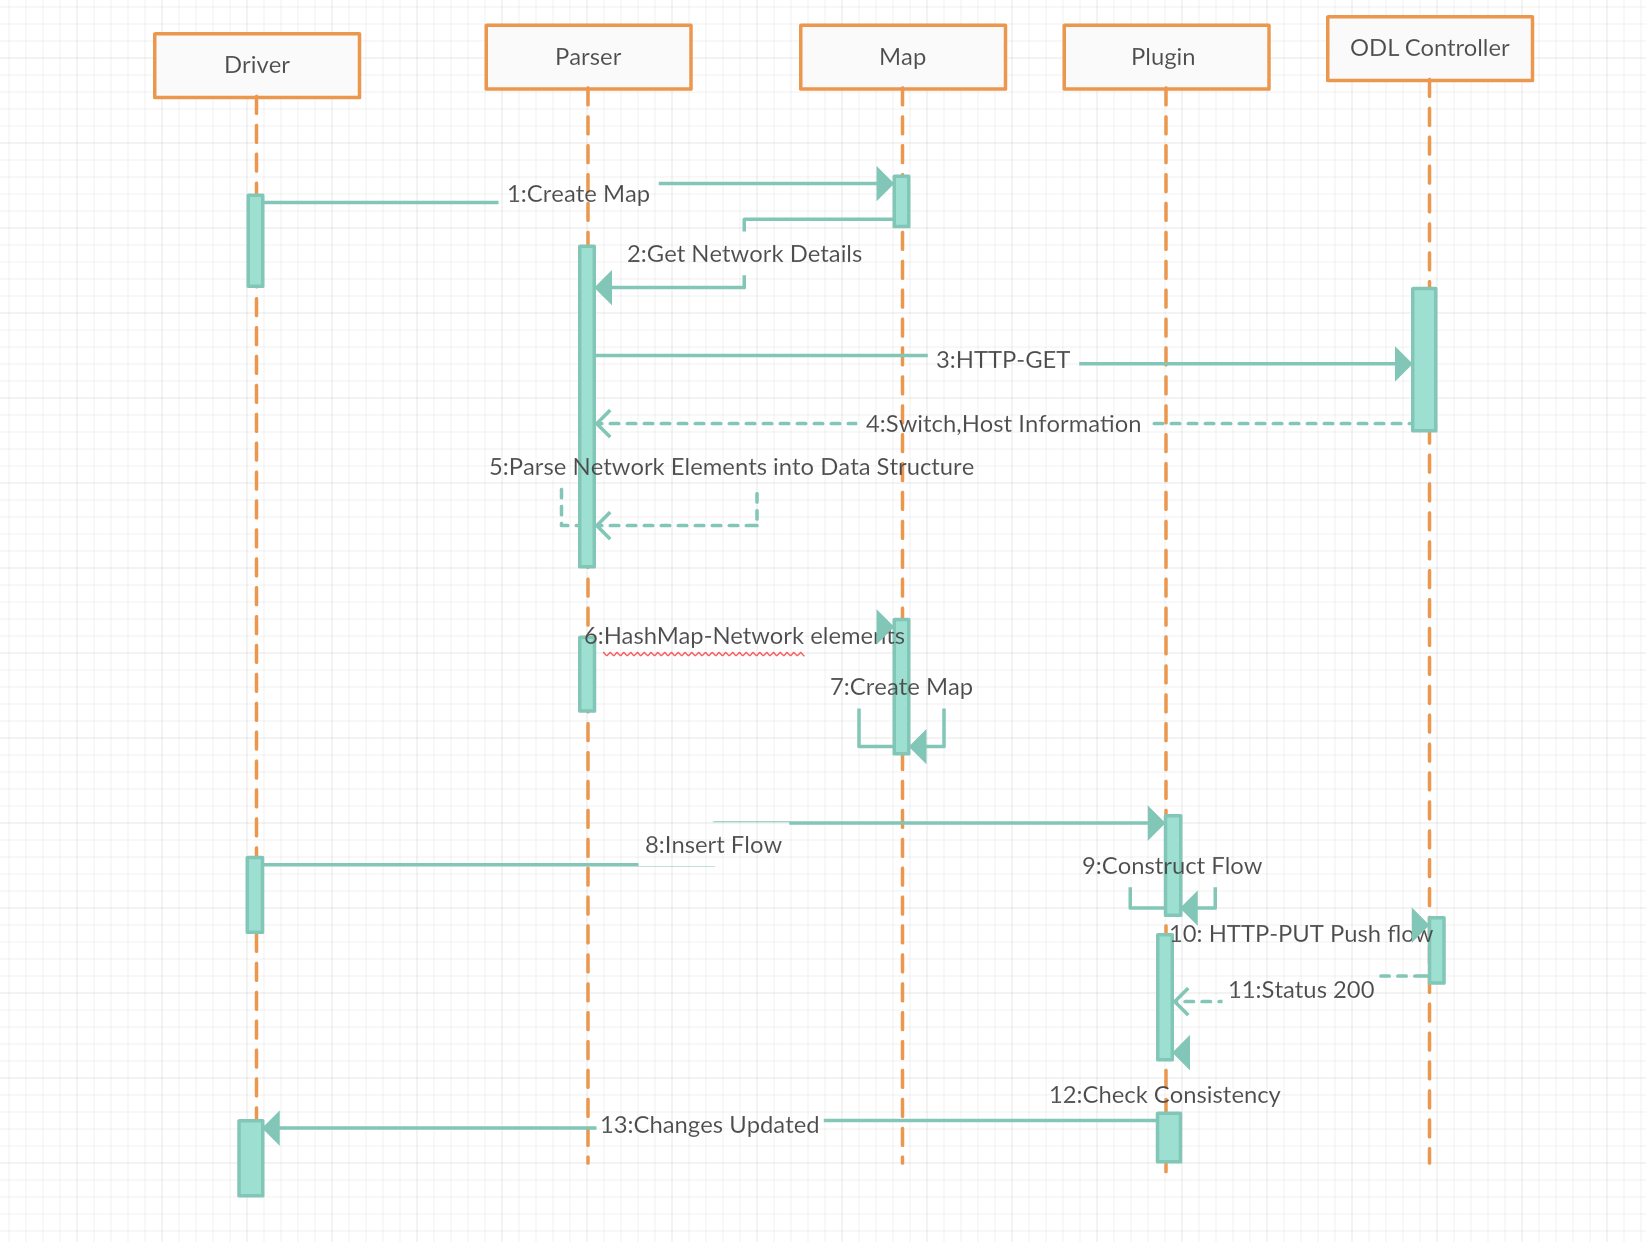 Driver
Parser
Map
Plugin
ODL Controller
1:Create Map
2:Get Network Details
3:HTTP-GET
4:Switch,Host Information
5:Parse Network Elements into Data Structure
6:HashMap-Network elements
7:Create Map
8:Insert Flow
9:Construct Flow
10: HTTP-PUT Push flow
11:Status 200
12:Check Consistency
13:Changes Updated